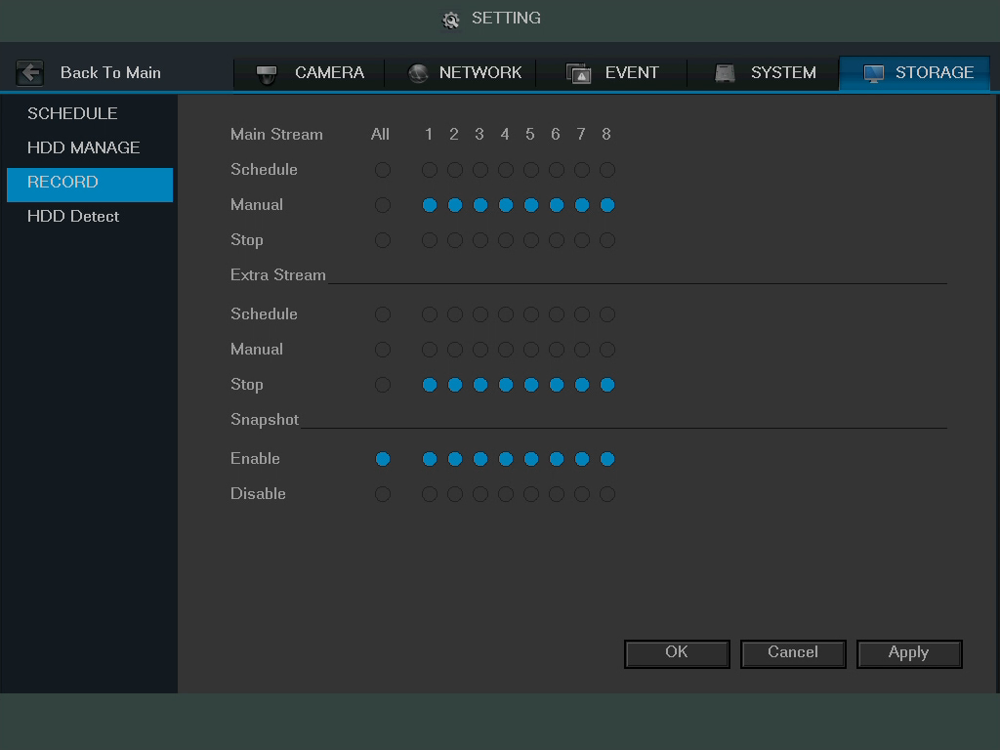 SETTING
Back To Main CAMERA NETWORK EVENT SYSTEM STORAGE
SCHEDULE
HDD MANAGE
RECORD
HDD Detect
Main Stream All 1 2 3 4 5 6 7 8
Schedule
Manual
Stop
Extra Stream
Schedule
Manual
Stop
Snapshot
Enable
Disable
OK Cancel Apply